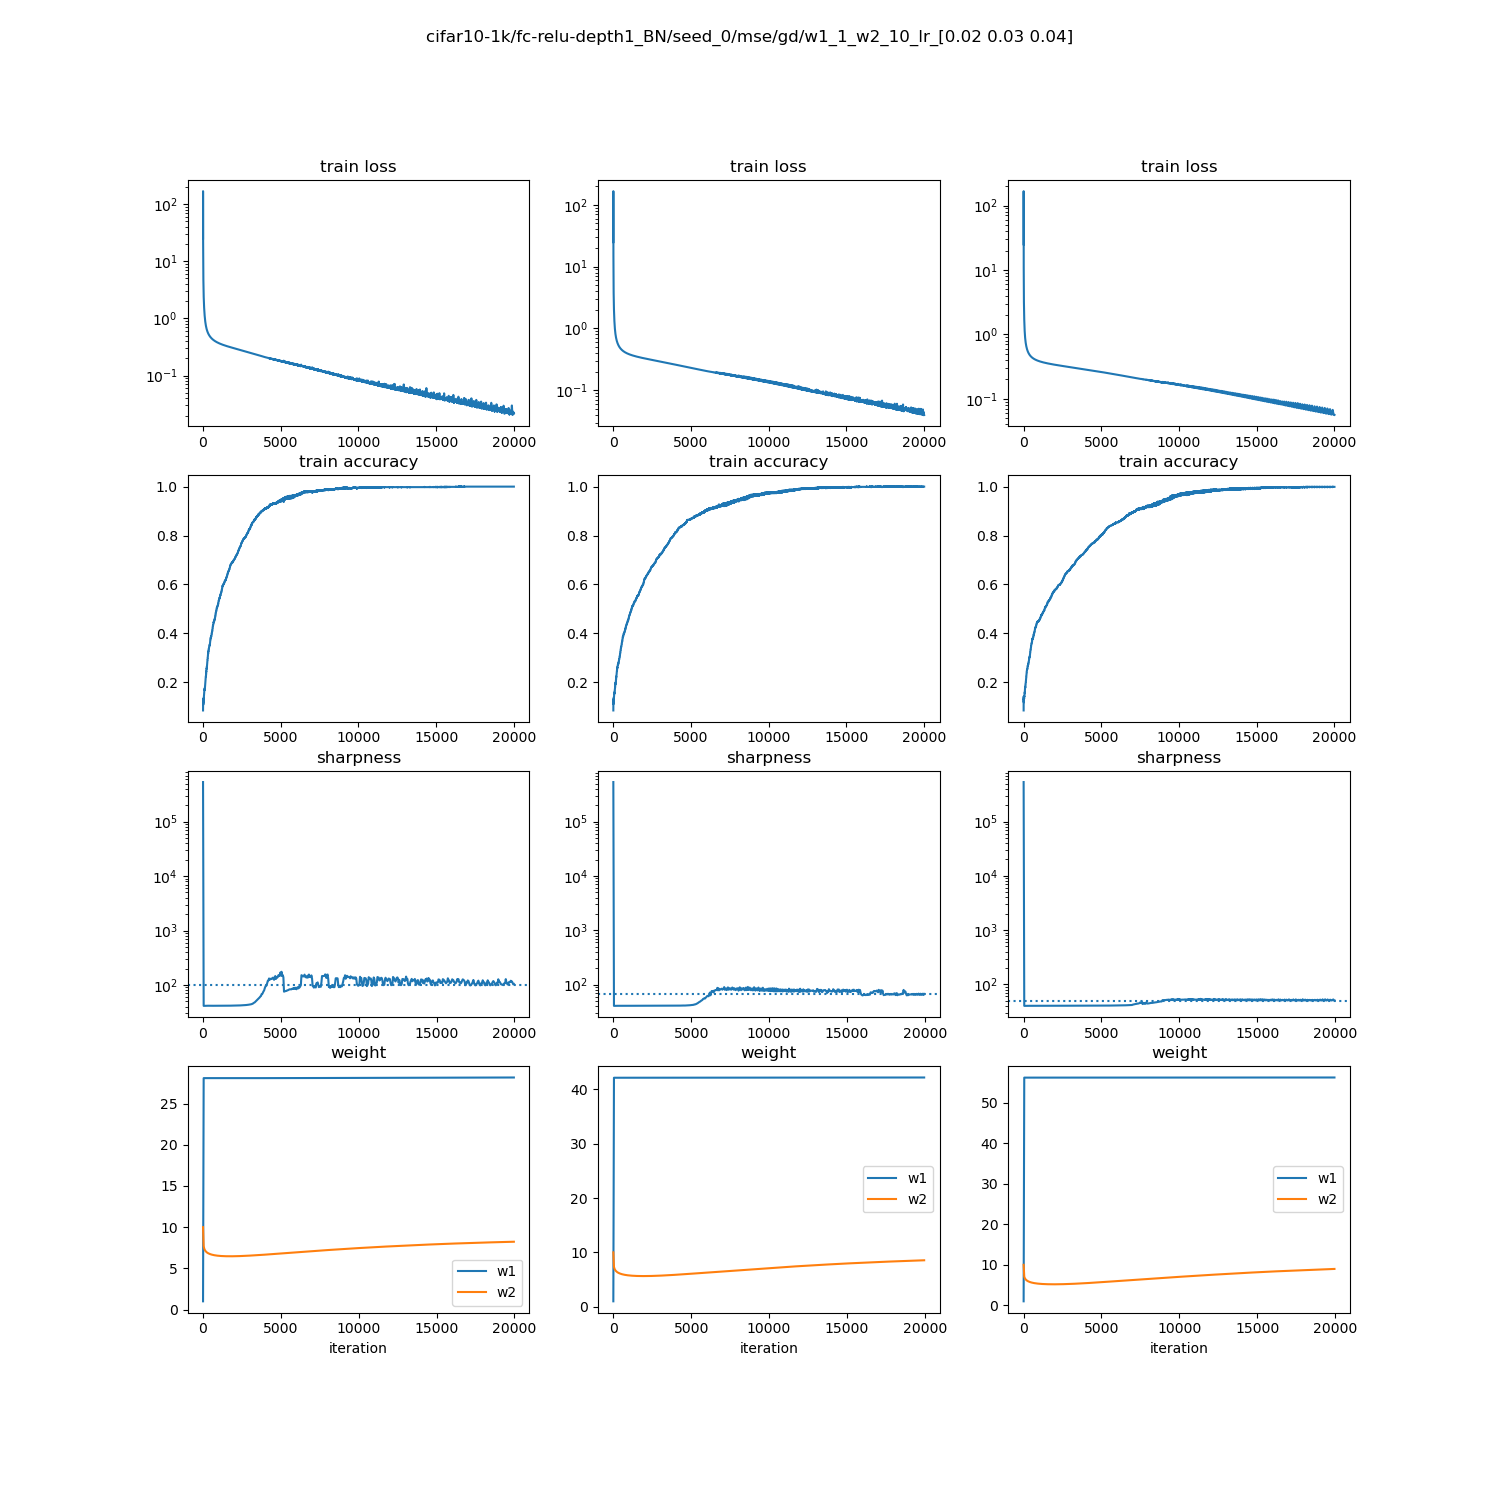 cifar10-1k/fc-relu-depth1_BN/seed_0/mse/gd/w1_1_w2_10_lr_[0.02 0.03 0.04]
train loss train loss train loss
10² 10² 10²
10¹ 10¹ 10¹
10⁰ 10⁰ 10⁰
10⁻¹ 10⁻¹ 10⁻¹
0 5000 10000 15000 20000 0 5000 10000 15000 20000 0 5000 10000 15000 20000
train accuracy train accuracy train accuracy
1.0 1.0 1.0
0.8 0.8 0.8
0.6 0.6 0.6
0.4 0.4 0.4
0.2 0.2 0.2
0 5000 10000 15000 20000 0 5000 10000 15000 20000 0 5000 10000 15000 20000
sharpness sharpness sharpness
10⁵ 10⁵ 10⁵
10⁴ 10⁴ 10⁴
10³ 10³ 10³
10² 10² 10²
0 5000 10000 15000 20000 0 5000 10000 15000 20000 0 5000 10000 15000 20000
weight weight weight
25 20 15 10 5 0
w1
w2
0 5000 10000 15000 20000
iteration
40 30 20 10 0
w1
w2
0 5000 10000 15000 20000
iteration
50 40 30 20 10 0
w1
w2
0 5000 10000 15000 20000
iteration